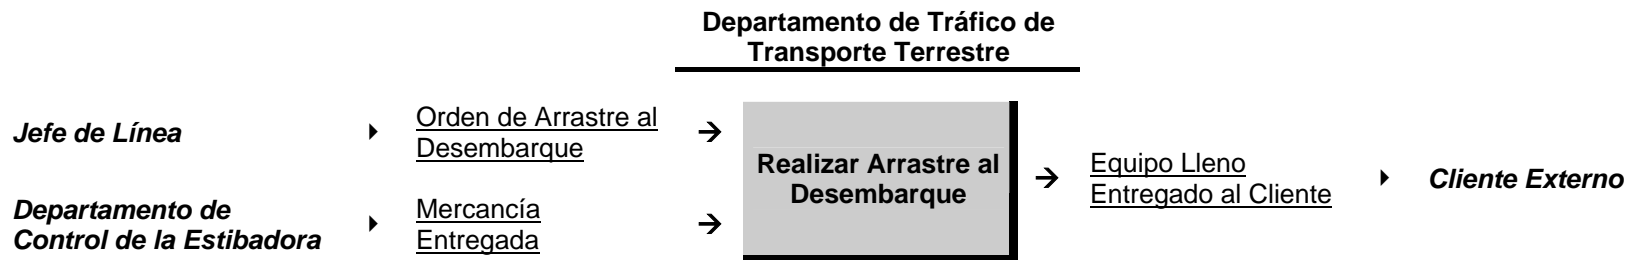 Departamento de Tráfico de
Transporte Terrestre
Jefe de Línea
Orden de Arrastre al
Desembarque
Departamento de
Control de la Estibadora
Mercancía
Entregada
Realizar Arrastre al
Desembarque
Equipo Lleno
Entregado al Cliente
Cliente Externo